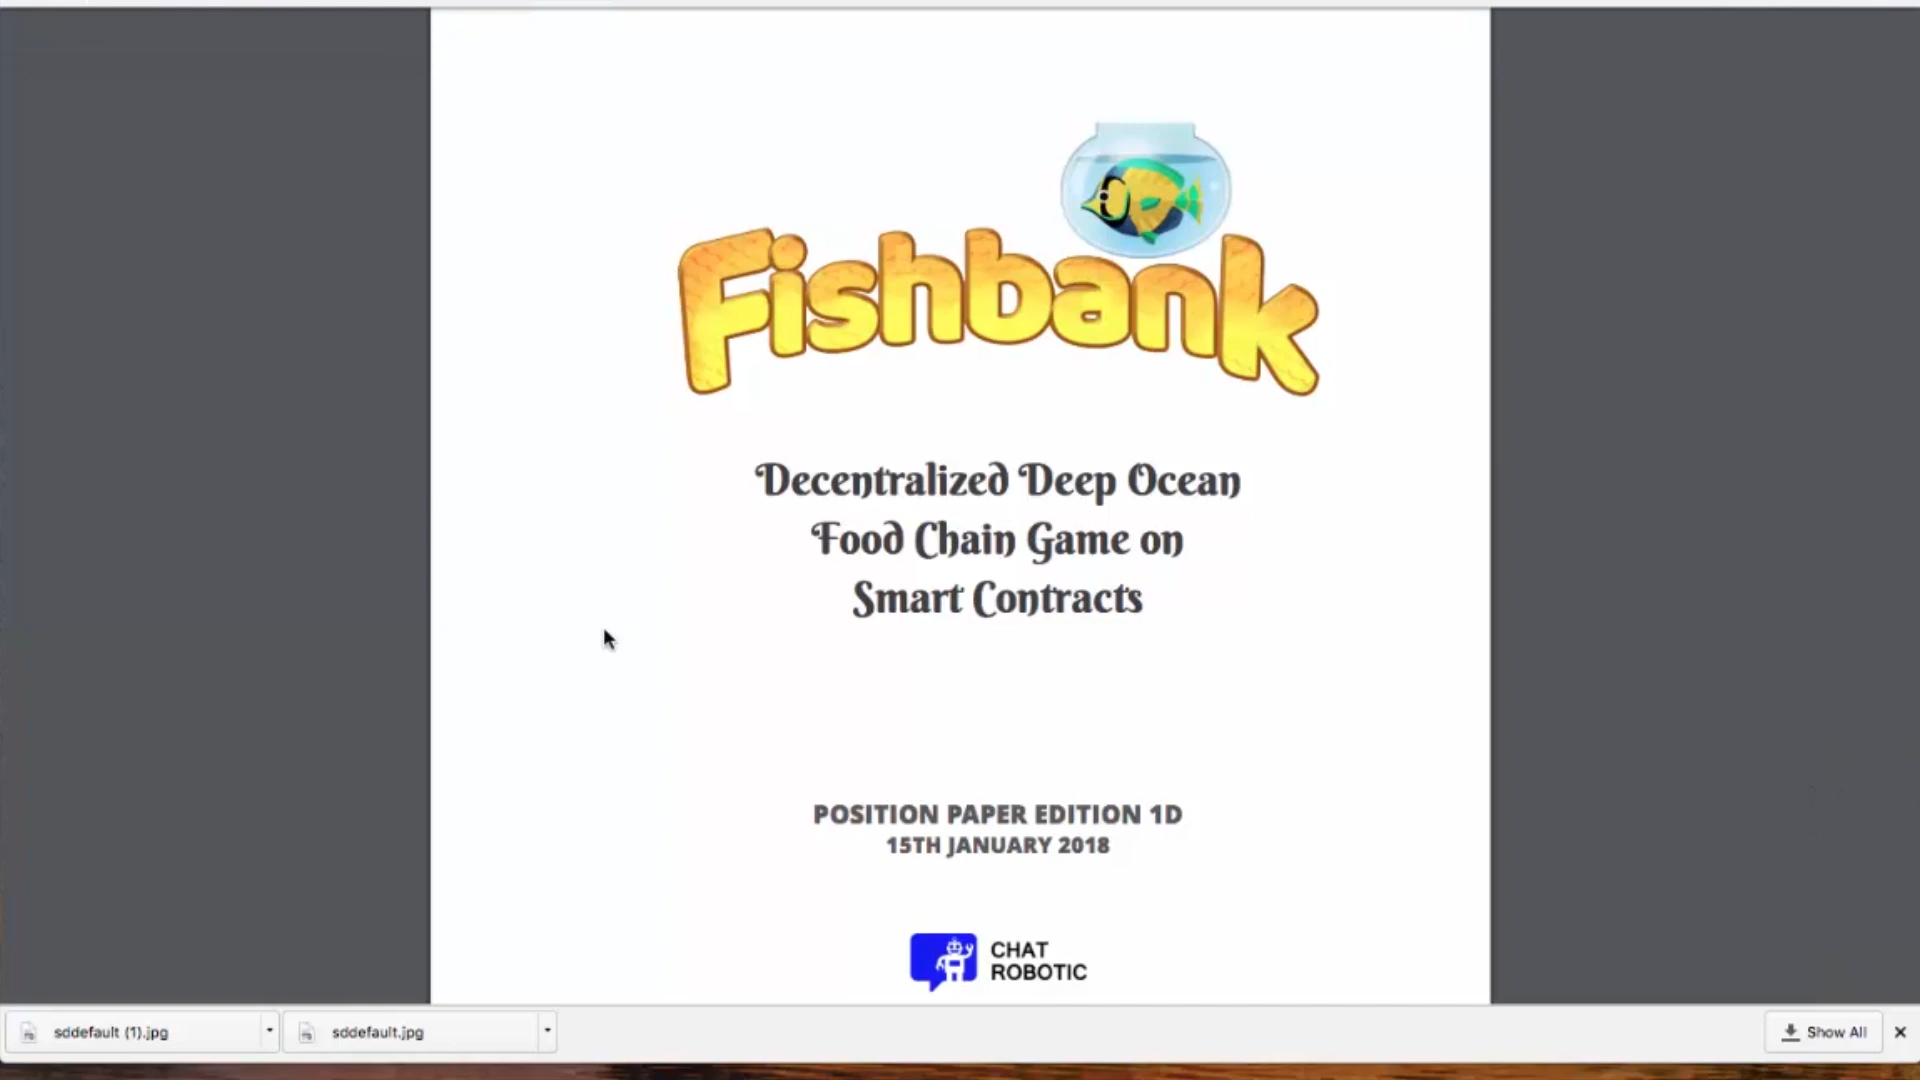 Fishbank
Decentralized Deep Ocean
Food Chain Game on
Smart Contracts
POSITION PAPER EDITION 1D
15TH JANUARY 2018
CHAT
ROBOTIC
sddefault (1).jpg
sddefault.jpg
Show All